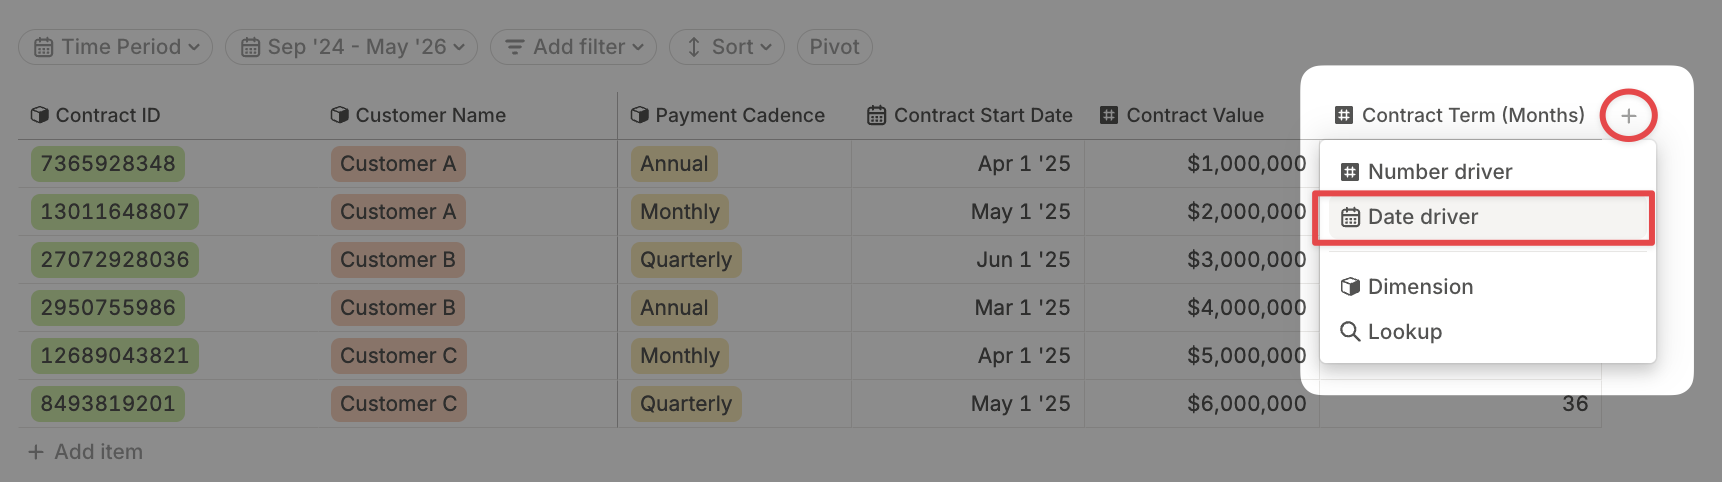 Time Period Sep '24 - May '26 Add filter Sort Pivot
Contract ID Customer Name Payment Cadence Contract Start Date Contract Value Contract Term (Months) +
7365928348 Customer A Annual Apr 1 '25 $1,000,000
Number driver
13011648807 Customer A Monthly May 1 '25 $2,000,000
Date driver
27072928036 Customer B Quarterly Jun 1 '25 $3,000,000
Dimension
2950755986 Customer B Annual Mar 1 '25 $4,000,000
Lookup
12689043821 Customer C Monthly Apr 1 '25 $5,000,000
8493819201 Customer C Quarterly May 1 '25 $6,000,000 36
+ Add item